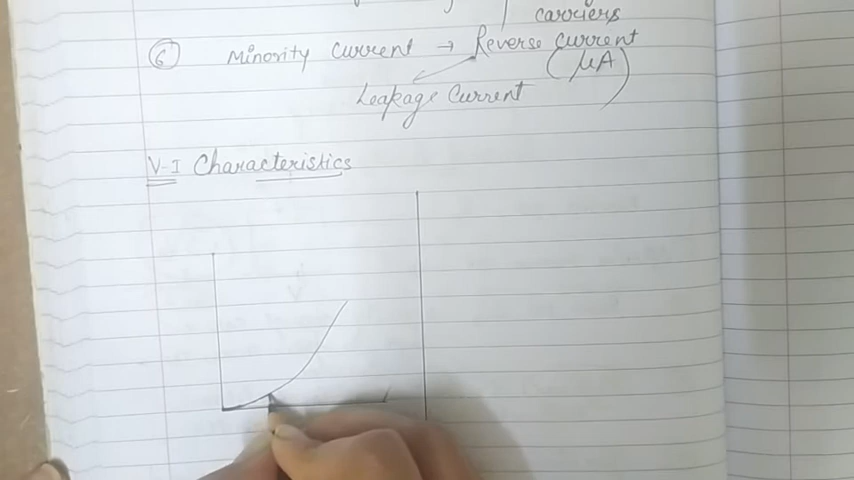 carriers
⑥ Minority Current → Reverse Current
(μA)
Leakage Current
V-I Characteristics